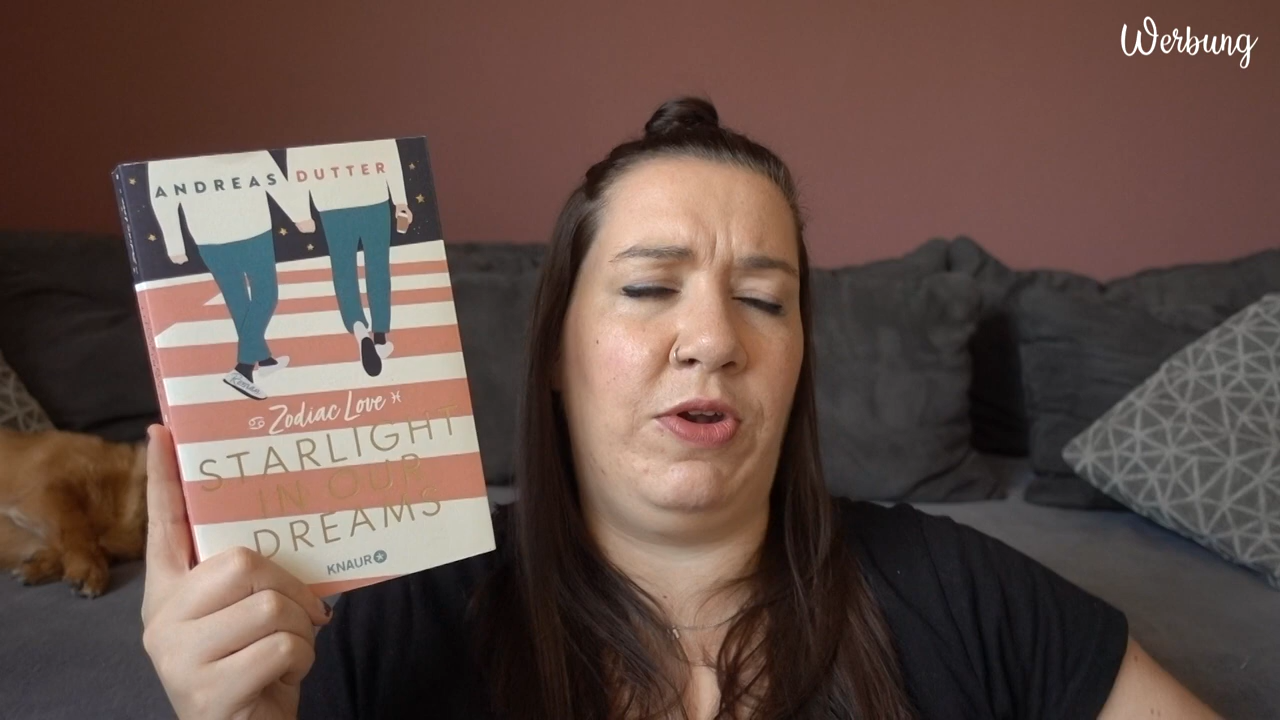 Werbung
ANDREAS DUTTER
Zodiac Love
STARLIGHT
IN OUR
DREAMS
KNAUR